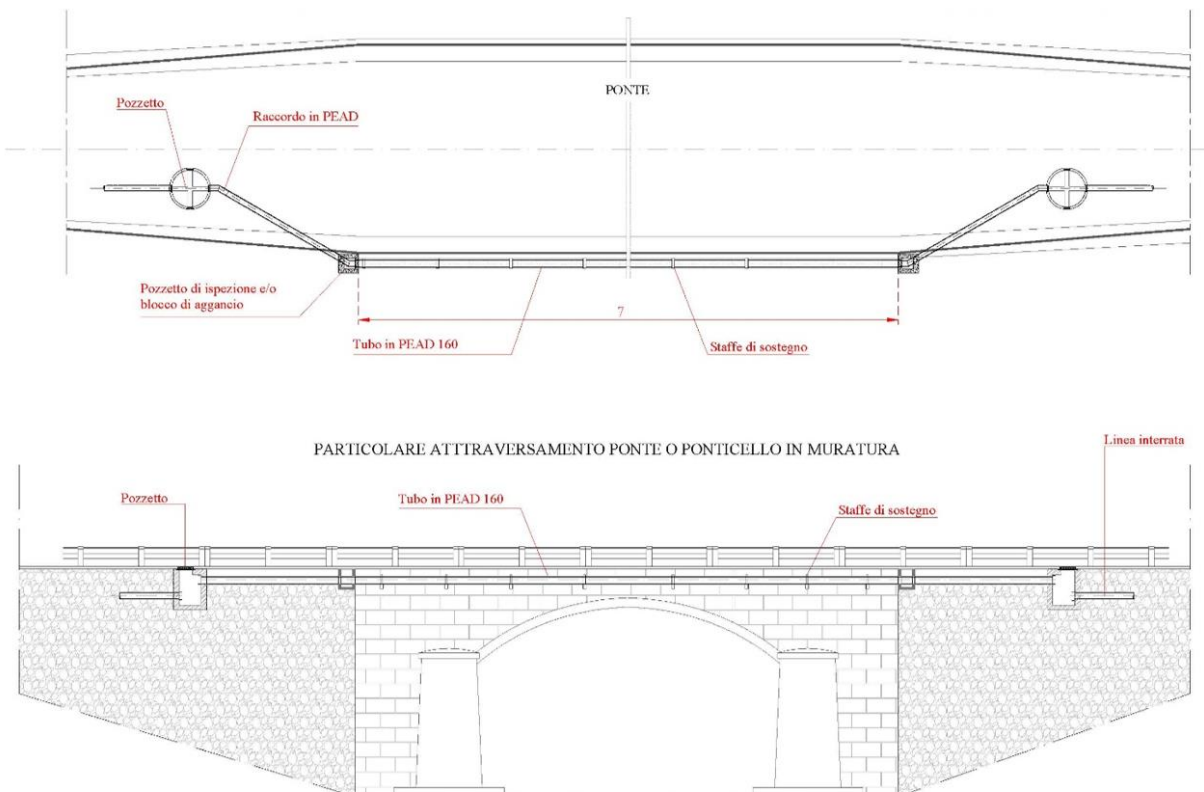 PONTE
Pozzetto
Raccordo in PEAD
Pozzetto di ispezione e/o
blocco di aggancio
7
Tubo in PEAD 160
Staffe di sostegno
PARTICOLARE ATTTRAVERSAMENTO PONTE O PONTICELLO IN MURATURA
Linea interrata
Pozzetto
Tubo in PEAD 160
Staffe di sostegno